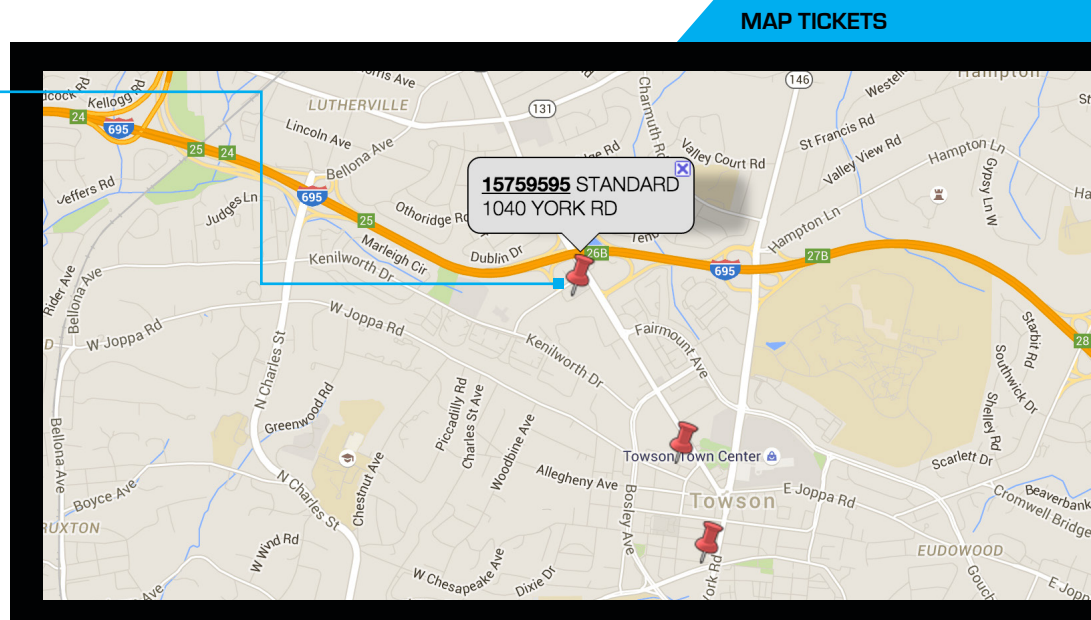 MAP TICKETS
Kellogg Rd
LUTHERVILLE
131
146
Hampton
24
695
25
24
Lincoln Ave
Bellona Ave
Charmuth Rd
Valley Court Rd
St Francis Rd
Valley View Rd
Hampton Ln
Gypsy Ln W
15759595 STANDARD
1040 YORK RD
Jeffers Rd
Judges Ln
695
25
Othoridge Rd
Marleigh Cir
Dublin Dr
26B
695
27B
Hampton Ln
Kenilworth Dr
Rider Ave
Bellona Ave
W Joppa Rd
W Joppa Rd
Kenilworth Dr
Fairmount Ave
Starbit Rd
Southwick Dr
28
N Charles St
Greenwood Rd
Piccadilly Rd
Charles St Ave
Woodbine Ave
Shelley Rd
Bellona Ave
Towson Town Center
Scarlett Dr
Boyce Ave
N Charles St
Chestnut Ave
Allegheny Ave
Bosley Ave
Towson
E Joppa Rd
Beaverbank
Cromwell Bridge
RUXTON
W Wind Rd
W Chesapeake Ave
Dixie Dr
York Rd
EUDOWOOD